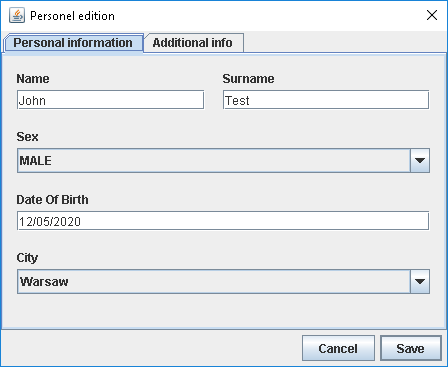 Personel edition
Personal information Additional info
Name Surname
John Test
Sex
MALE
Date Of Birth
12/05/2020
City
Warsaw
Cancel Save